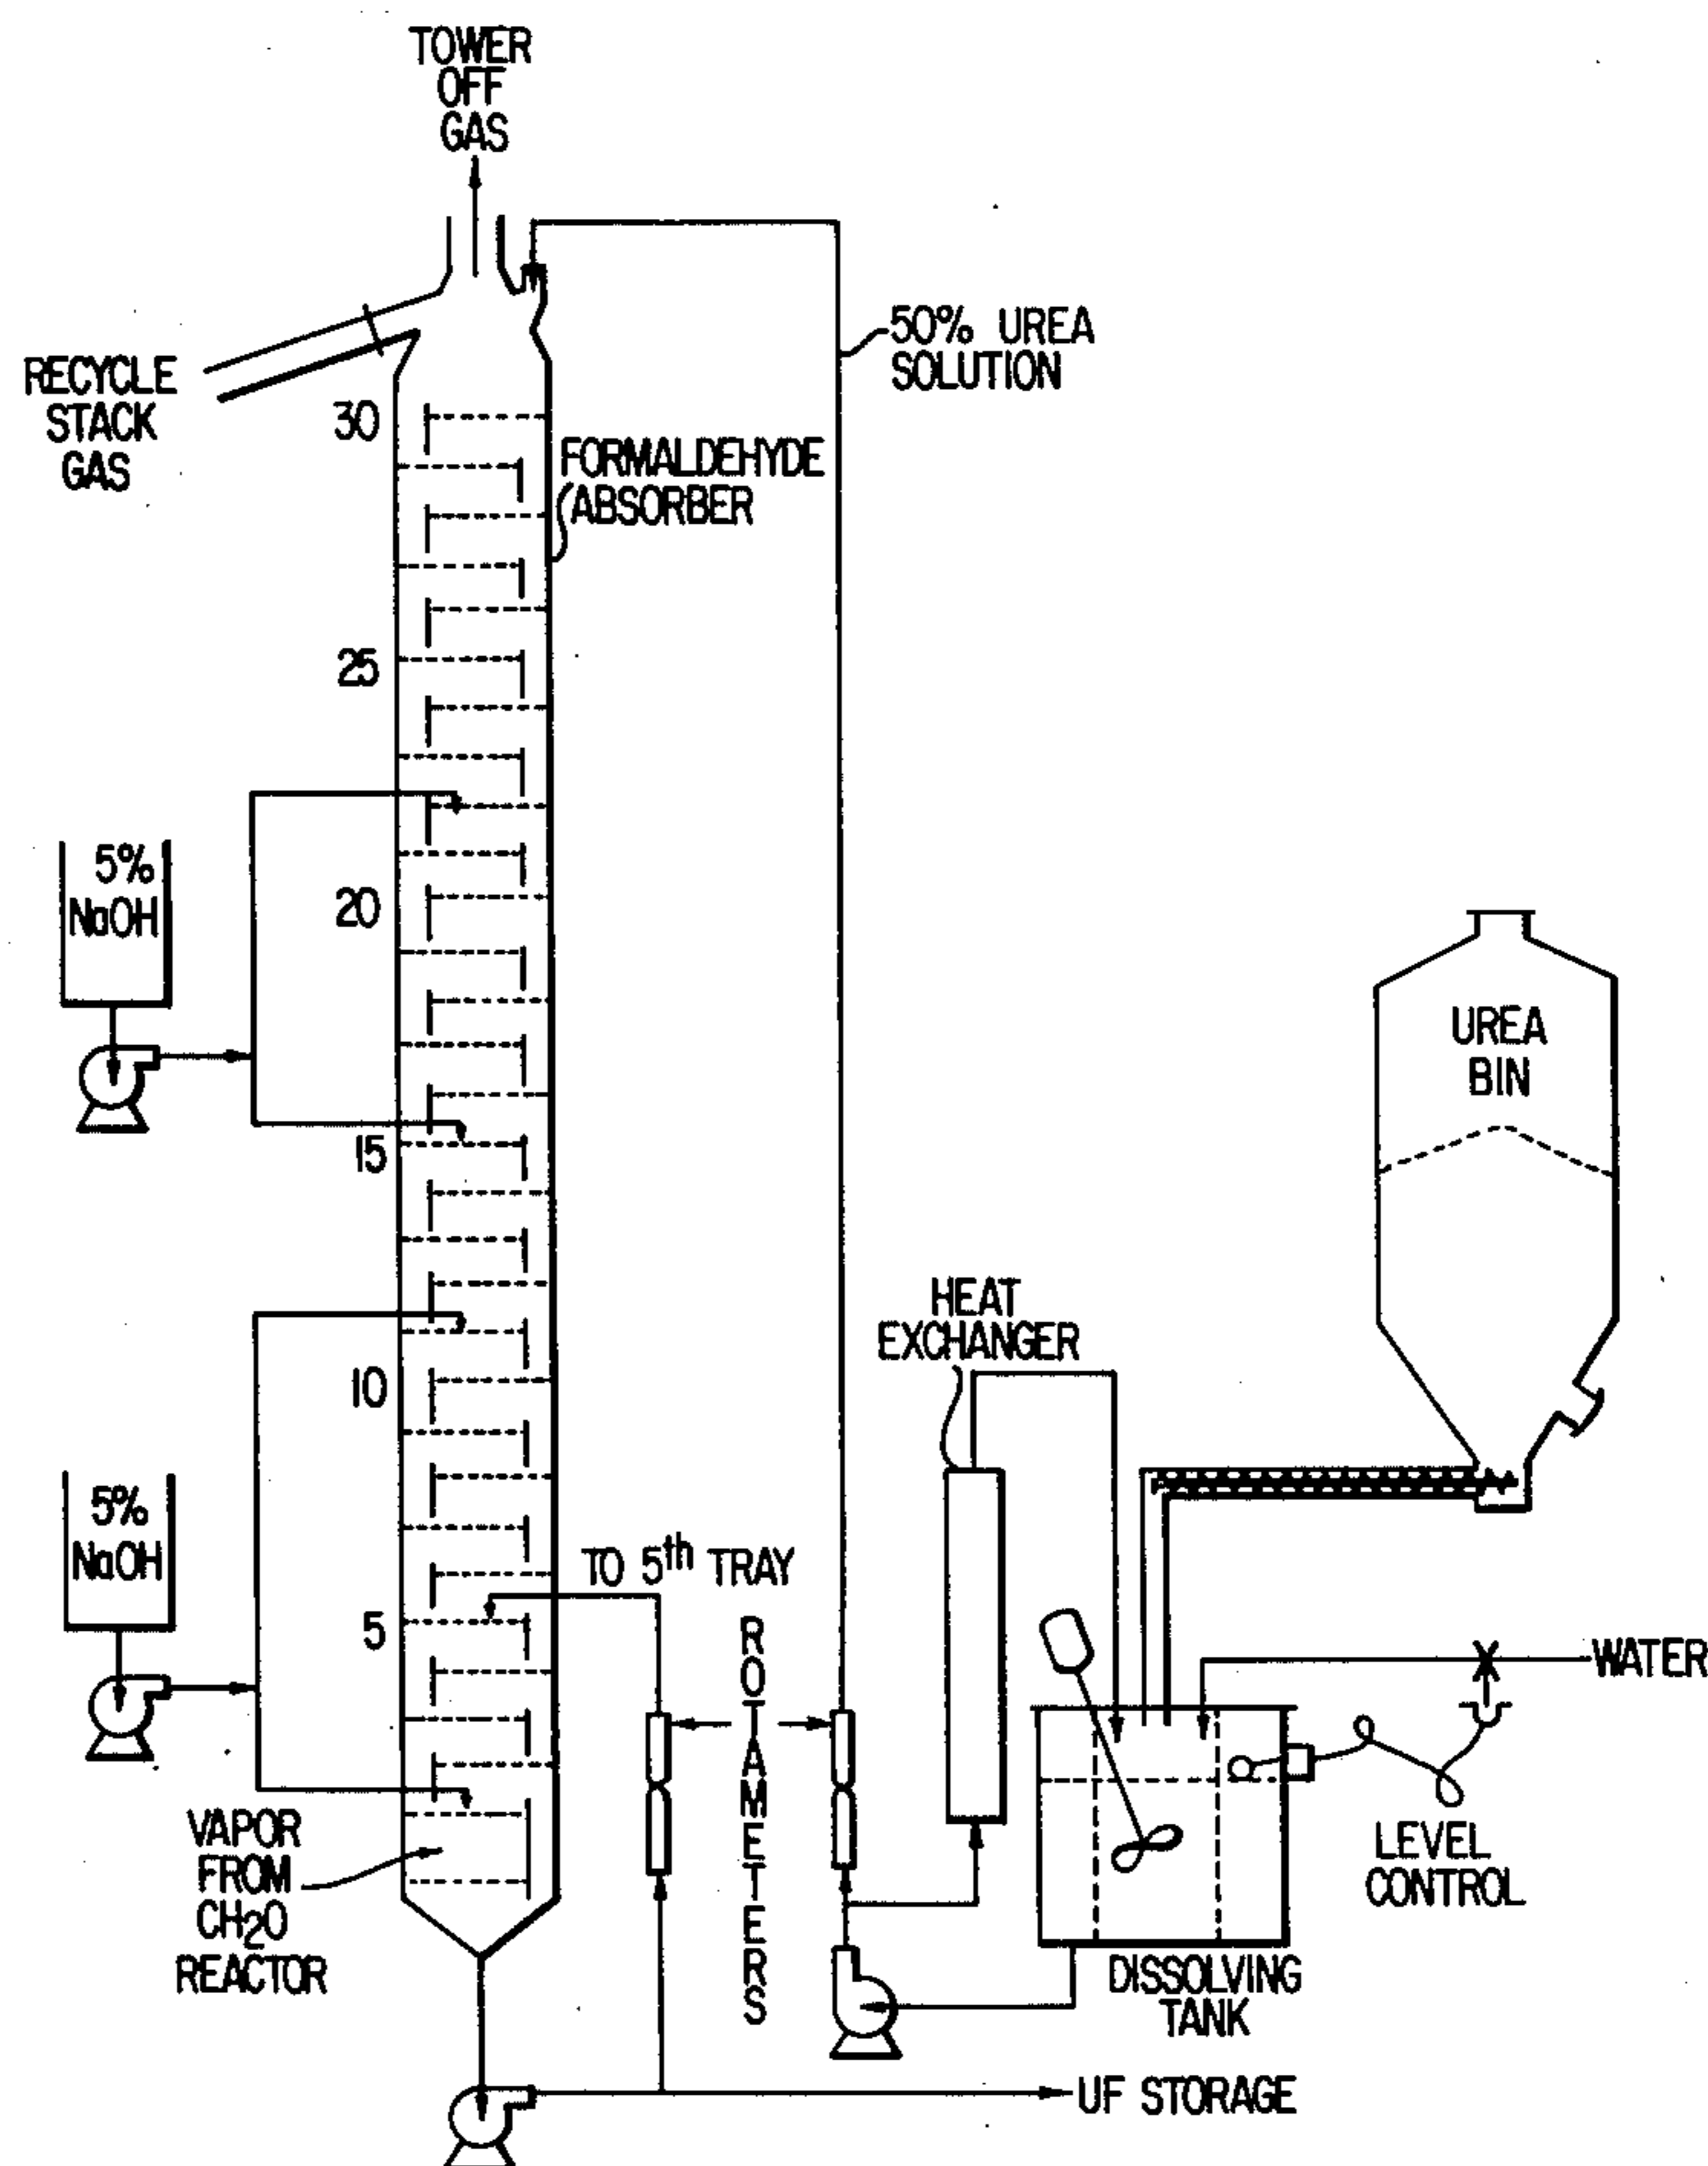 TOWER
OFF
GAS
RECYCLE
STACK
GAS
50% UREA
SOLUTION
30
FORMALDEHYDE
ABSORBER
25
5%
NaOH
20
UREA
BIN
15
HEAT
EXCHANGER
10
5%
NaOH
TO 5th TRAY
5
ROTAMETERS
WATER
VAPOR
FROM
CH2O
REACTOR
LEVEL
CONTROL
DISSOLVING
TANK
UF STORAGE